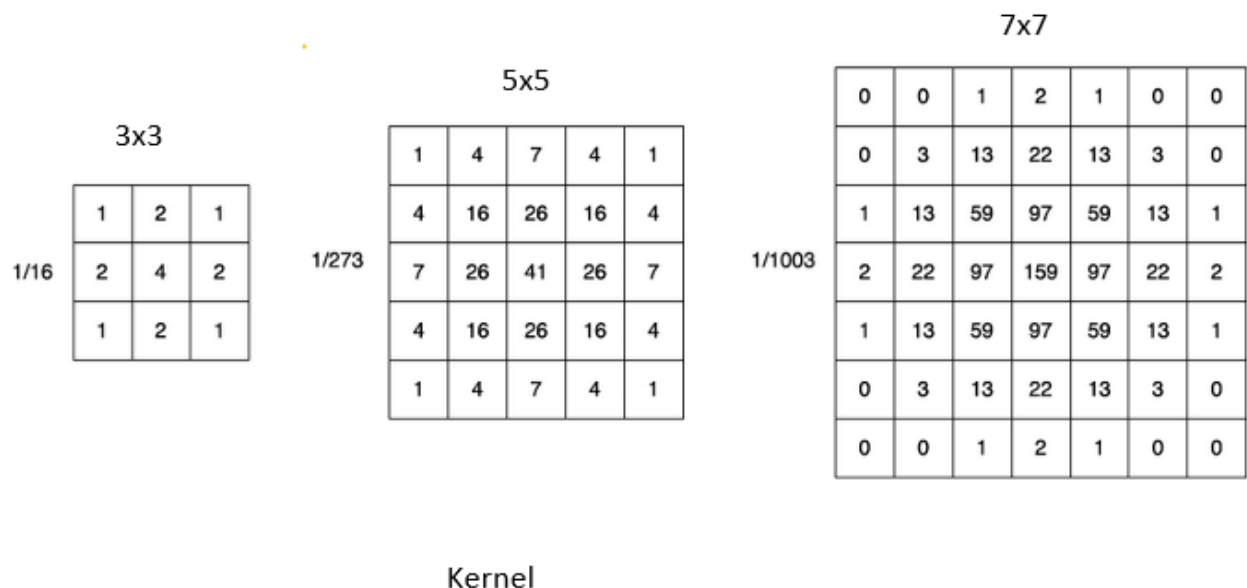 3x3
1/16
1 2 1
2 4 2
1 2 1
5x5
1/273
1 4 7 4 1
4 16 26 16 4
7 26 41 26 7
4 16 26 16 4
1 4 7 4 1
7x7
1/1003
0 0 1 2 1 0 0
0 3 13 22 13 3 0
1 13 59 97 59 13 1
2 22 97 159 97 22 2
1 13 59 97 59 13 1
0 3 13 22 13 3 0
0 0 1 2 1 0 0
Kernel